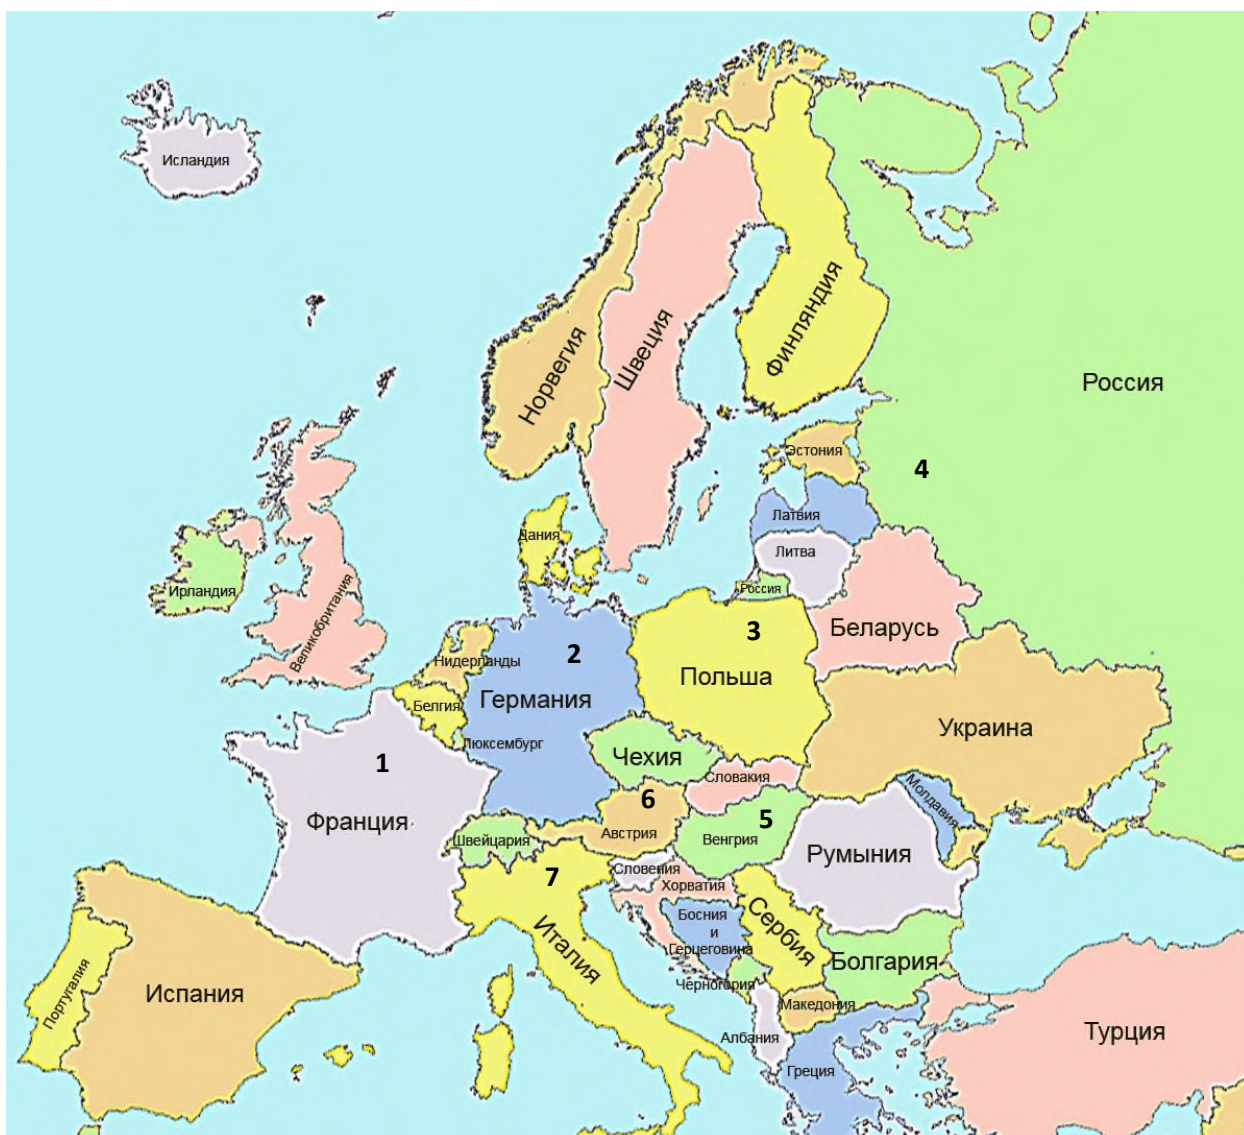 Исландия
Финляндия
Швеция
Норвегия
Россия
Эстония
4
Латвия
Дания
Литва
Россия
Ирландия
Великобритания
Беларусь
3
2
Нидерланды
Польша
Германия
Белгия
Украина
Люксембург
Чехия
1
Словакия
Молдавия
6
5
Франция
Австрия
Швейцария
Венгрия
Румыния
7
Словения
Хорватия
Италия
Сербия
Босния
и
Герцеговина
Болгария
Черногория
Португалия
Испания
Македония
Албания
Турция
Греция